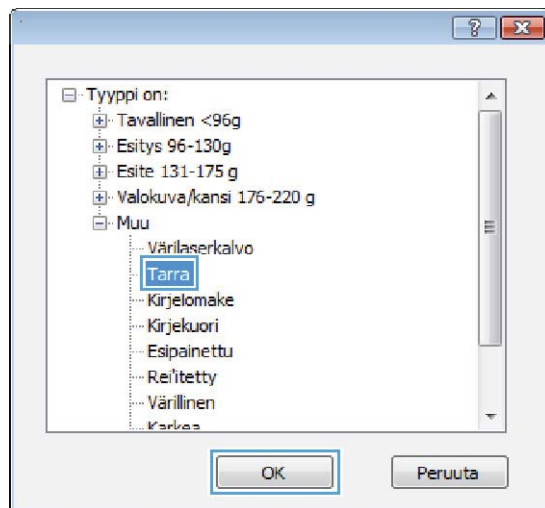 ?
Tyyppi on:
Tavallinen <96g
Esitys 96-130g
Esite 131-175 g
Valokuva/kansi 176-220 g
Muu
Värilaserkalvo
Tarra
Kirjelomake
Kirjekuori
Esipainettu
Rei'itetty
Värillinen
Karkea
OK Peruuta